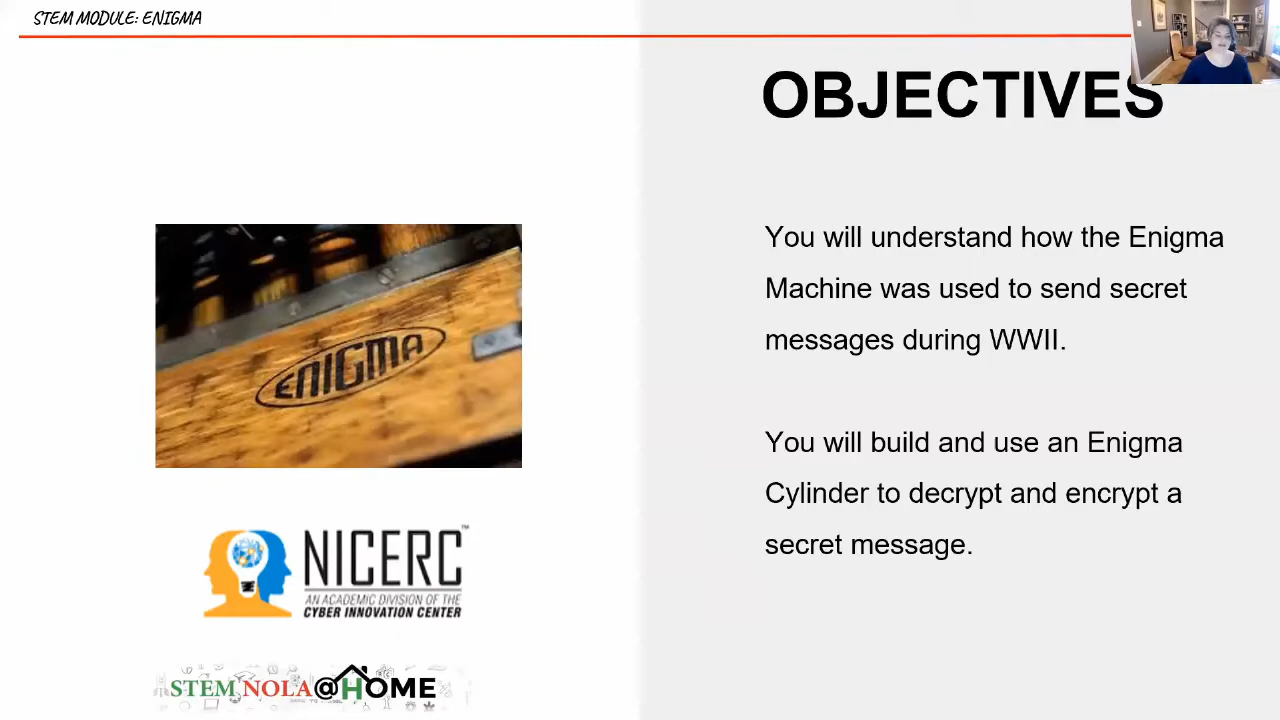 STEM MODULE: ENIGMA
OBJECTIVES
ENIGMA
You will understand how the Enigma
Machine was used to send secret
messages during WWII.
You will build and use an Enigma
Cylinder to decrypt and encrypt a
secret message.
NICERC™
AN ACADEMIC DIVISION OF THE
CYBER INNOVATION CENTER
STEM NOLA@HOME